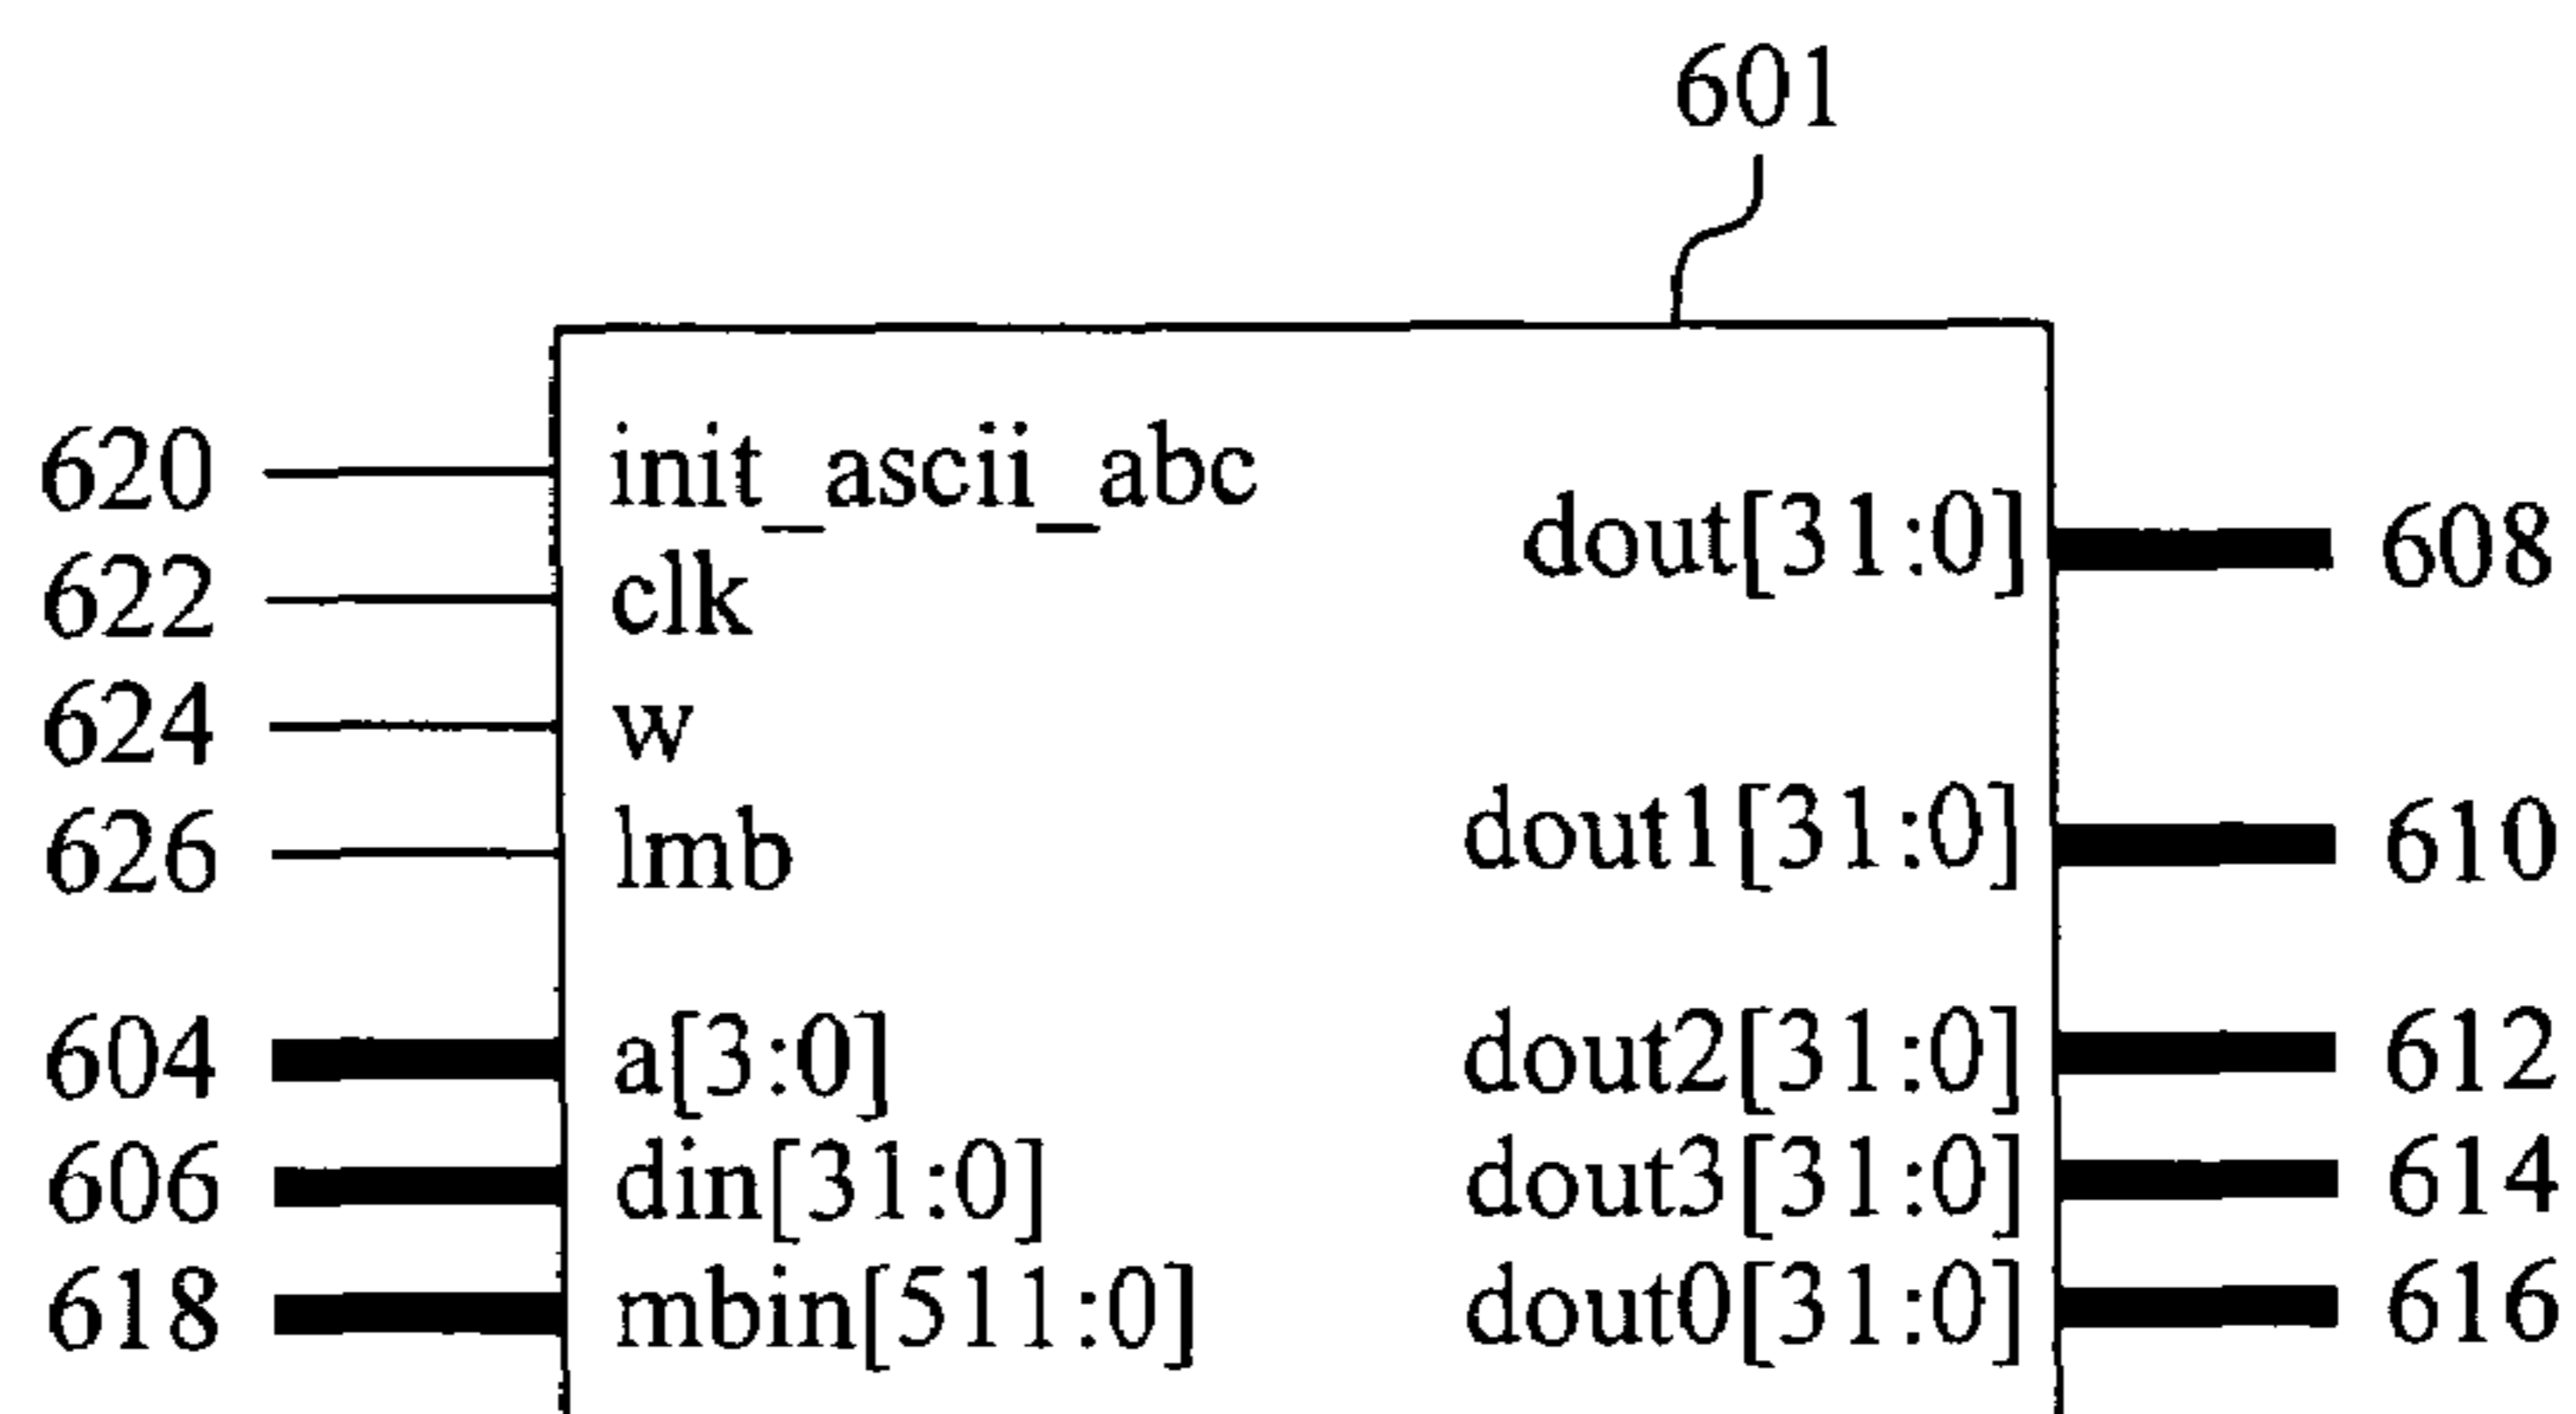 601
620 init_ascii_abc
dout[31:0] 608
622 clk
624 w
626 lmb
dout1[31:0] 610
604 a[3:0]
dout2[31:0] 612
606 din[31:0]
dout3[31:0] 614
618 mbin[511:0]
dout0[31:0] 616